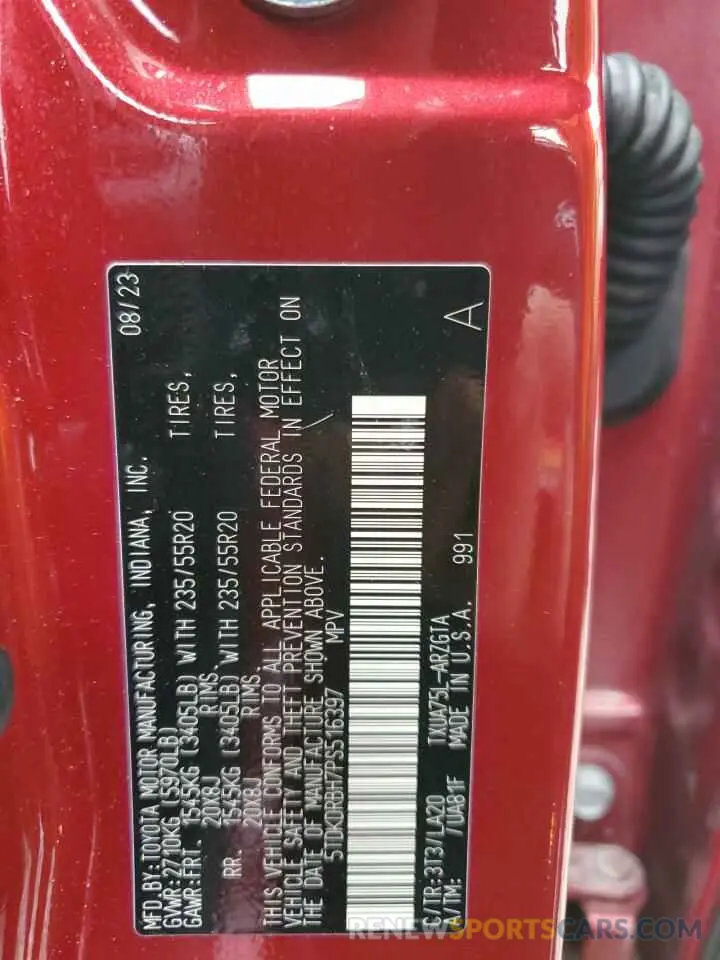 MFD.BY:TOYOTA MOTOR MANUFACTURING, INDIANA, INC. 08/23
GVWR:2710KG (5970LB)
GAWR:FRT. 1545KG (3405LB) WITH 235/55R20 TIRES,
20X8J RIMS,
RR. 1545KG (3405LB) WITH 235/55R20 TIRES,
20X8J RIMS.
THIS VEHICLE CONFORMS TO ALL APPLICABLE FEDERAL MOTOR
VEHICLE SAFETY AND THEFT PREVENTION STANDARDS IN EFFECT ON
THE DATE OF MANUFACTURE SHOWN ABOVE.
5TDKDRBH7PS516397 MPV
C/TR:3T3/LA20 TXUA75L-ARZGTA A
A/TM: /UA81F MADE IN U.S.A. 991
RENEWSPORTSCARS.COM